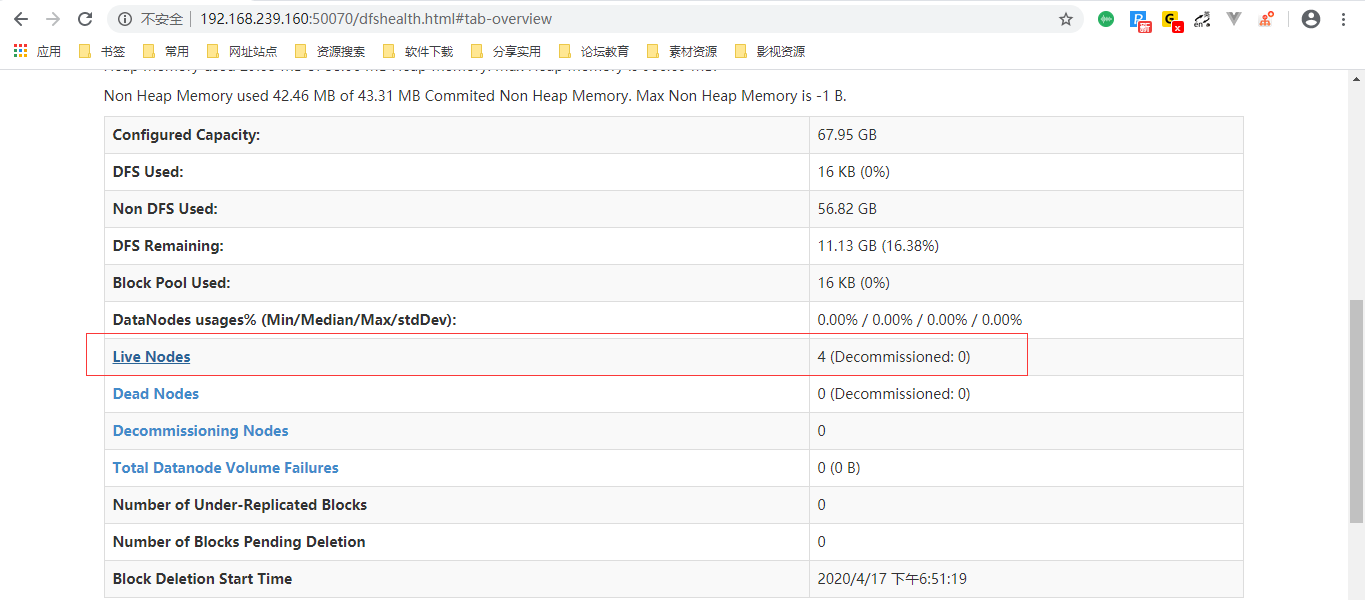 不安全 192.168.239.160:50070/dfshealth.html#tab-overview
应用 书签 常用 网址站点 资源搜索 软件下载 分享实用 论坛教育 素材资源 影视资源
Non Heap Memory used 42.46 MB of 43.31 MB Commited Non Heap Memory. Max Non Heap Memory is -1 B.
Configured Capacity: 67.95 GB
DFS Used: 16 KB (0%)
Non DFS Used: 56.82 GB
DFS Remaining: 11.13 GB (16.38%)
Block Pool Used: 16 KB (0%)
DataNodes usages% (Min/Median/Max/stdDev): 0.00% / 0.00% / 0.00% / 0.00%
Live Nodes 4 (Decommissioned: 0)
Dead Nodes 0 (Decommissioned: 0)
Decommissioning Nodes 0
Total Datanode Volume Failures 0 (0 B)
Number of Under-Replicated Blocks 0
Number of Blocks Pending Deletion 0
Block Deletion Start Time 2020/4/17 下午6:51:19